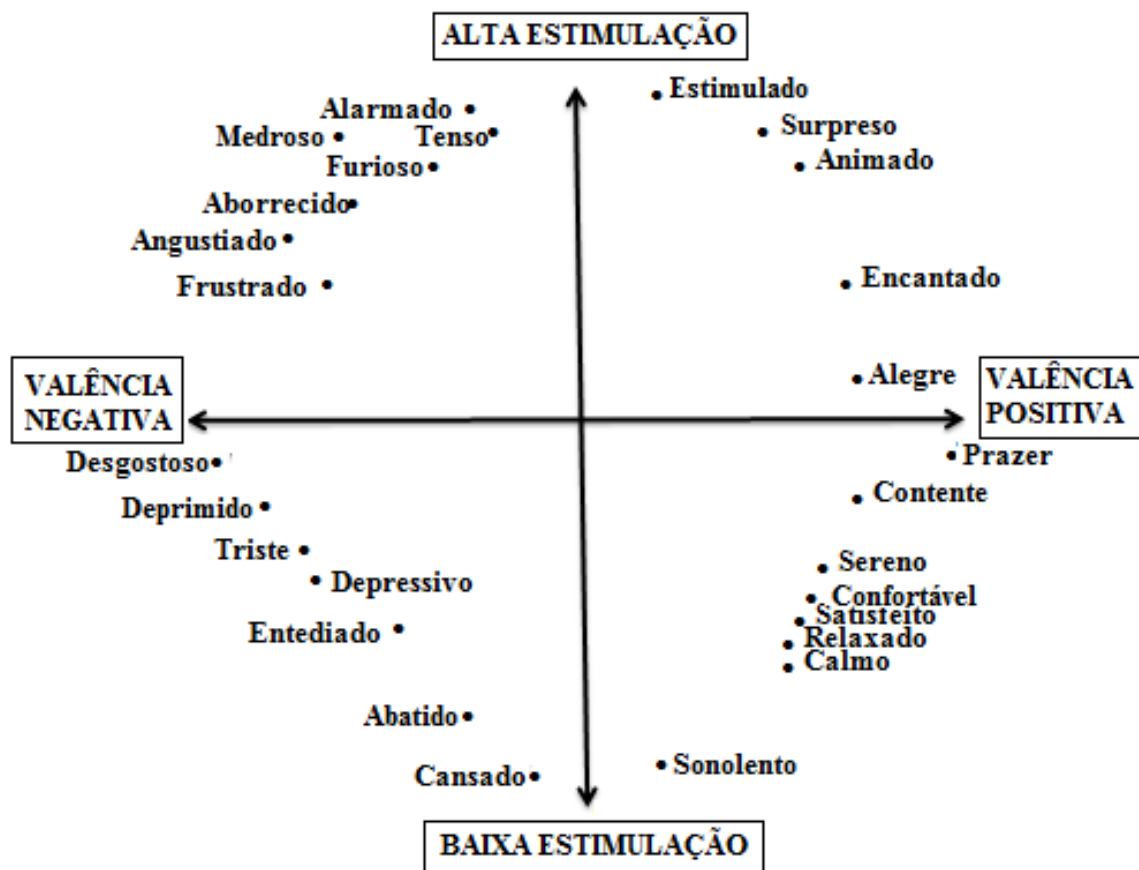 ALTA ESTIMULAÇÃO
Estimulado
Alarmado
Medroso
Tenso
Surpreso
Furioso
Animado
Aborrecido
Angustiado
Frustrado
Encantado
VALÊNCIA
NEGATIVA
Alegre
VALÊNCIA
POSITIVA
Desgostoso
Prazer
Deprimido
Contente
Triste
Sereno
Depressivo
Confortável
Satisfeito
Entediado
Relaxado
Calmo
Abatido
Cansado
Sonolento
BAIXA ESTIMULAÇÃO